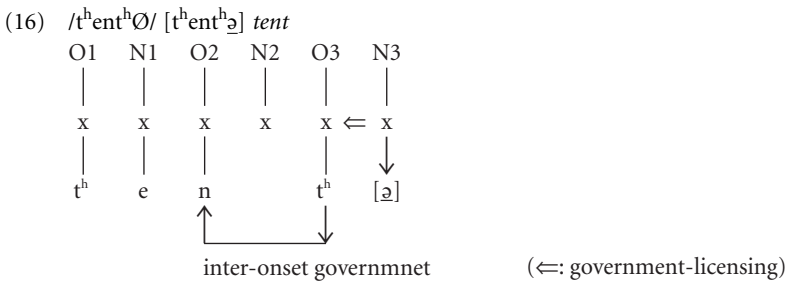 (16) /tʰentʰØ/ [tʰentʰə̲] tent
O1 N1 O2 N2 O3 N3
x x x x x ⇐ x
tʰ e n tʰ [ə̲]
inter-onset governmnet (⇐: government-licensing)